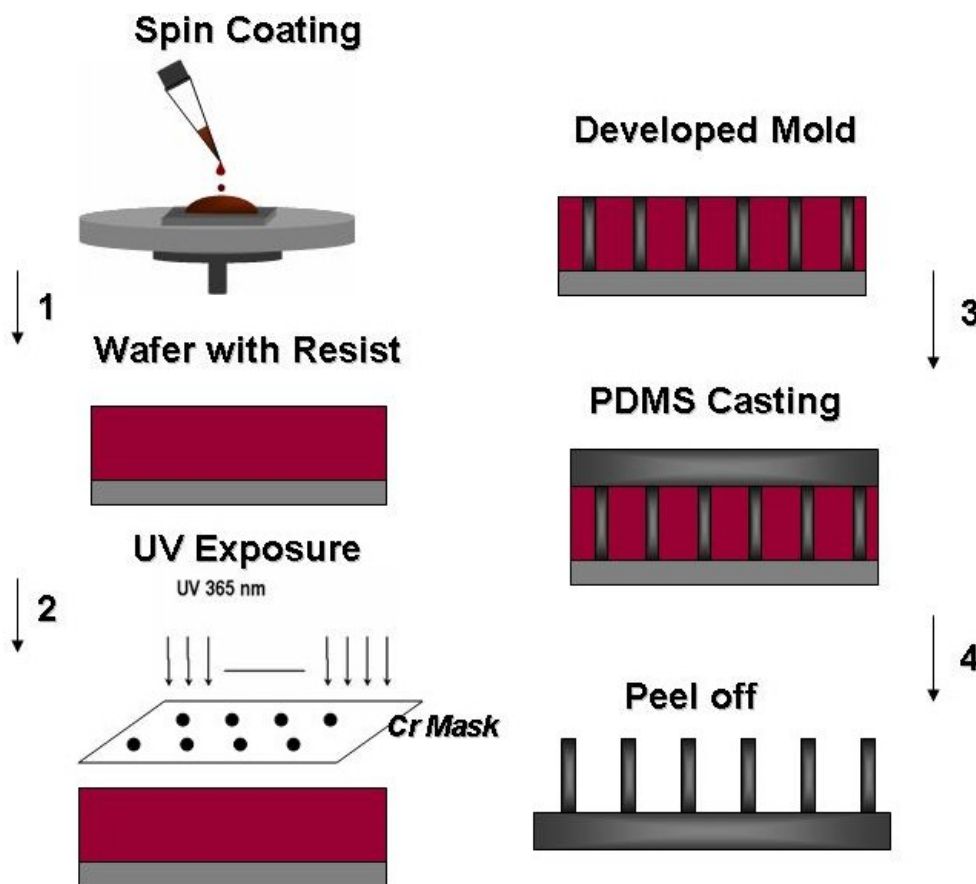 Spin Coating
1
Wafer with Resist
UV Exposure
2
UV 365 nm
Cr Mask
Developed Mold
3
PDMS Casting
4
Peel off